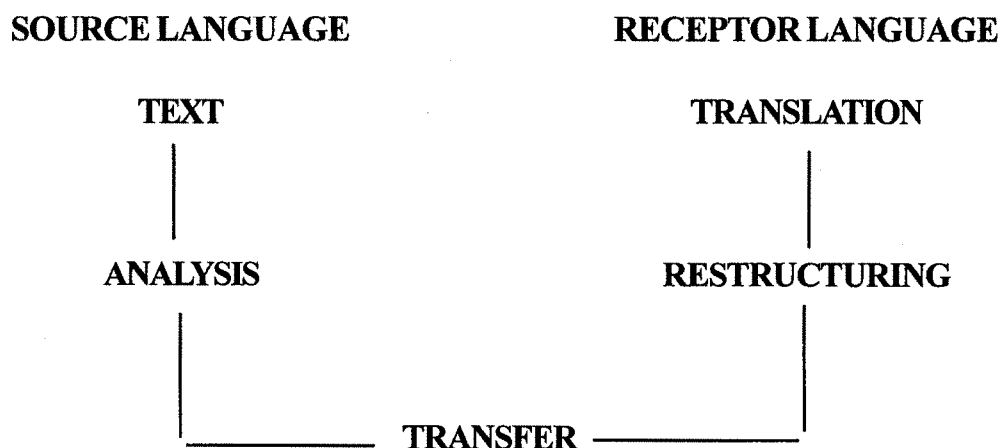 SOURCE LANGUAGE RECEPTOR LANGUAGE
TEXT TRANSLATION
ANALYSIS RESTRUCTURING
TRANSFER